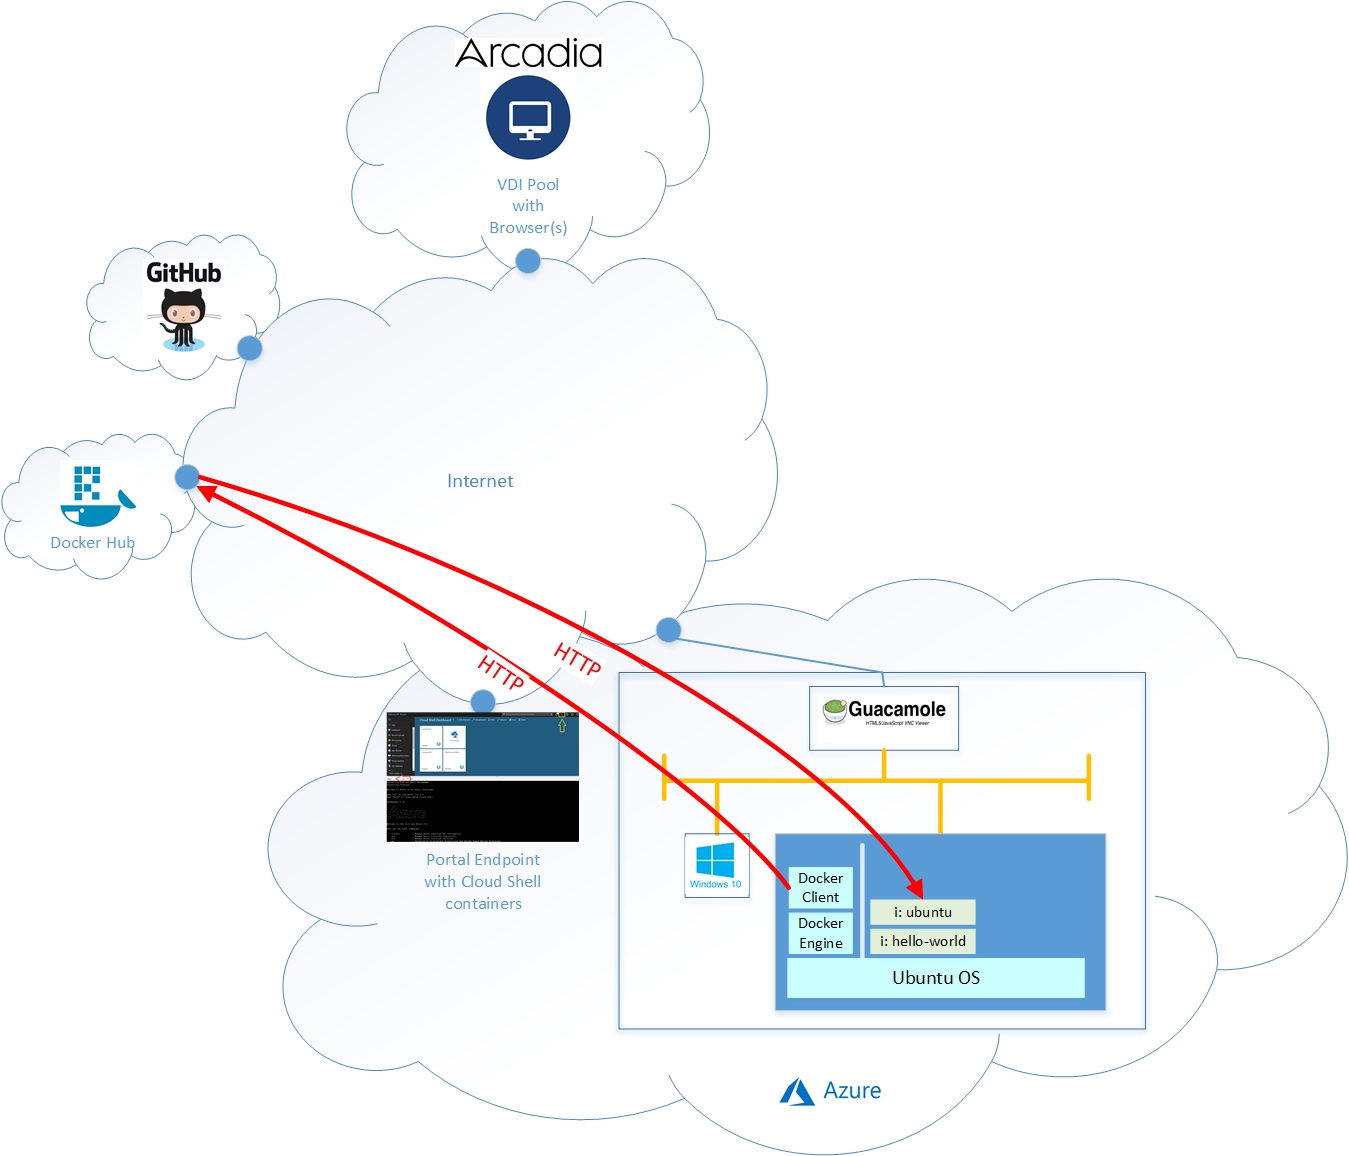 Arcadia
VDI Pool
with
Browser(s)
GitHub
Internet
Docker Hub
HTTP
HTTP
Guacamole
HTML5/JavaScript VNC Viewer
Azure
Portal Endpoint
with Cloud Shell
containers
Windows 10
Docker
Client
Docker
Engine
i: ubuntu
i: hello-world
Ubuntu OS
Azure